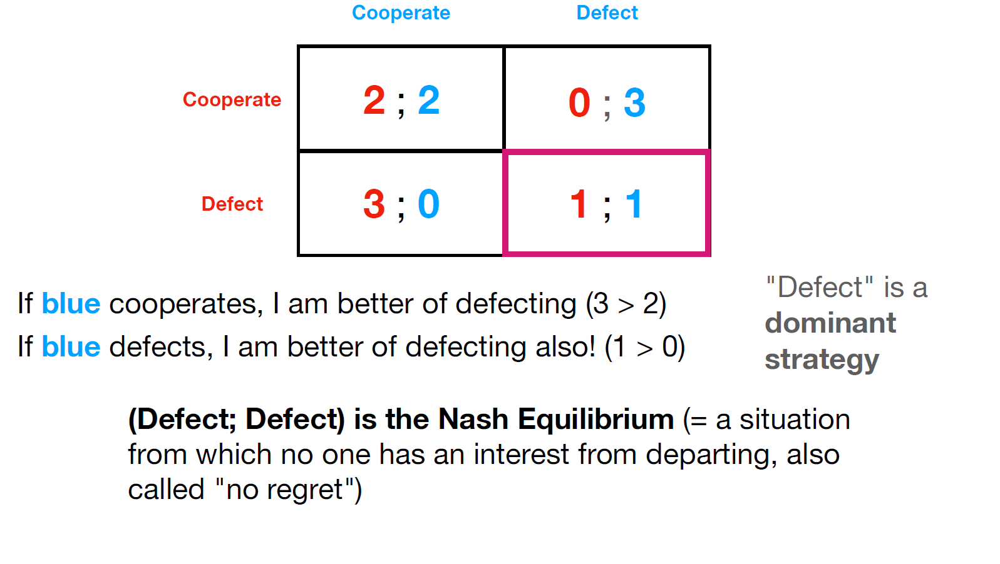 Cooperate Defect
Cooperate 2 ; 2 0 ; 3
Defect 3 ; 0 1 ; 1
If blue cooperates, I am better of defecting (3 > 2)
If blue defects, I am better of defecting also! (1 > 0)
"Defect" is a
dominant
strategy
(Defect; Defect) is the Nash Equilibrium (= a situation
from which no one has an interest from departing, also
called "no regret")